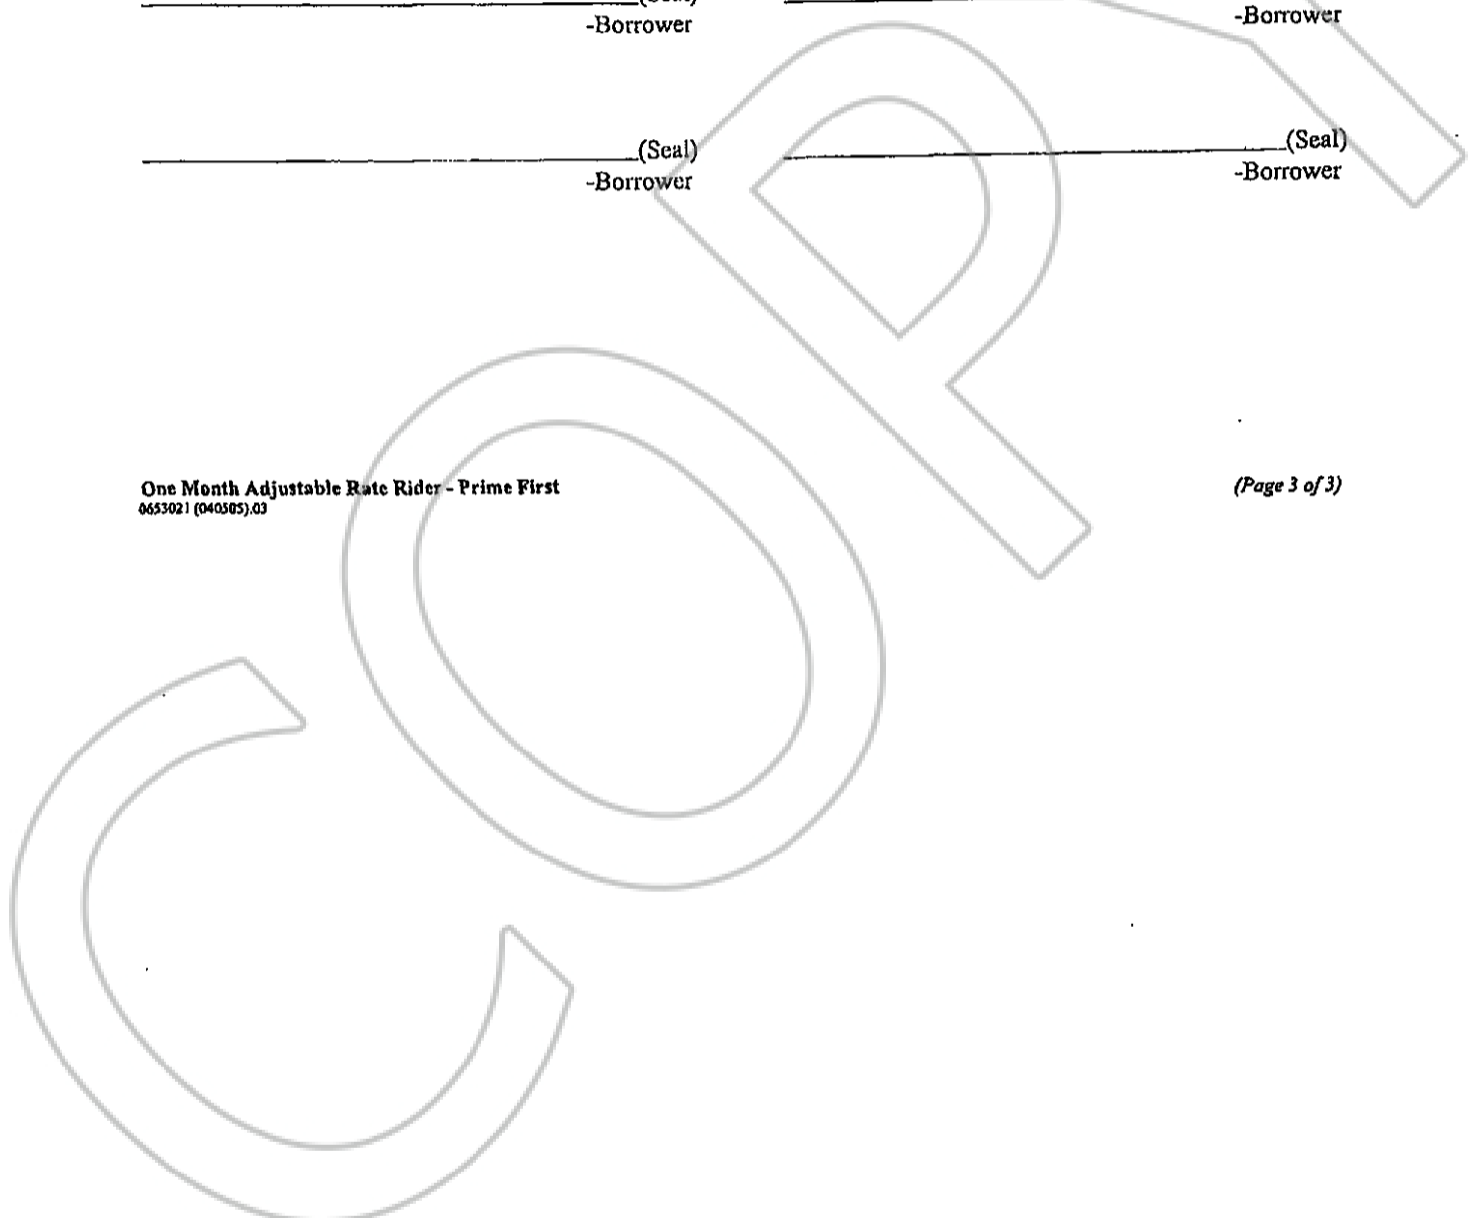 -Borrower -Borrower
(Seal) (Seal)
-Borrower -Borrower
One Month Adjustable Rate Rider - Prime First (Page 3 of 3)
0653021 (040505).03
COPY